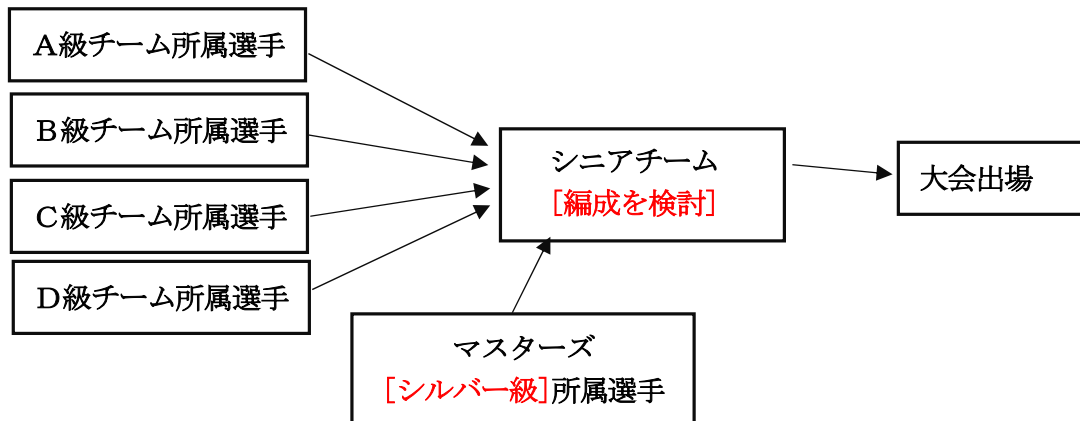 A級チーム所属選手
B級チーム所属選手
C級チーム所属選手
D級チーム所属選手
シニアチーム
[編成を検討]
大会出場
マスターズ
[シルバー級]所属選手